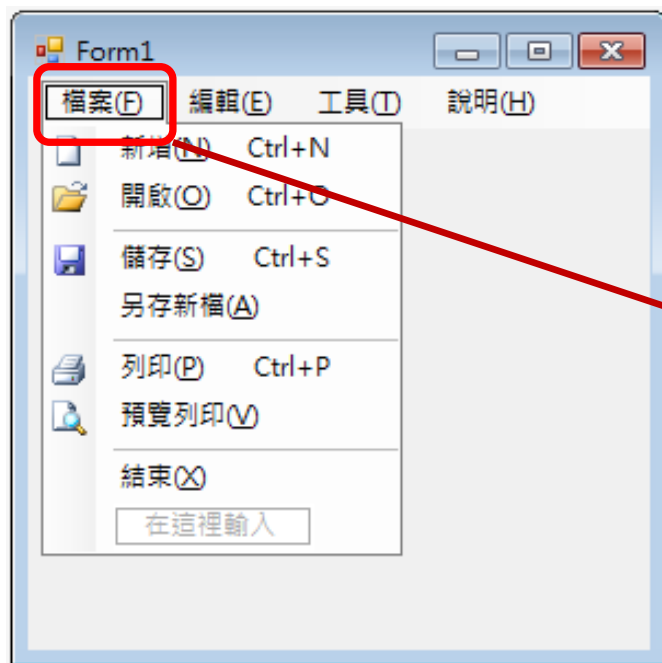 Form1
檔案(F) 編輯(E) 工具(T) 說明(H)
新增(N) Ctrl+N
開啟(O) Ctrl+O
儲存(S) Ctrl+S
另存新檔(A)
列印(P) Ctrl+P
預覽列印(V)
結束(X)
在這裡輸入